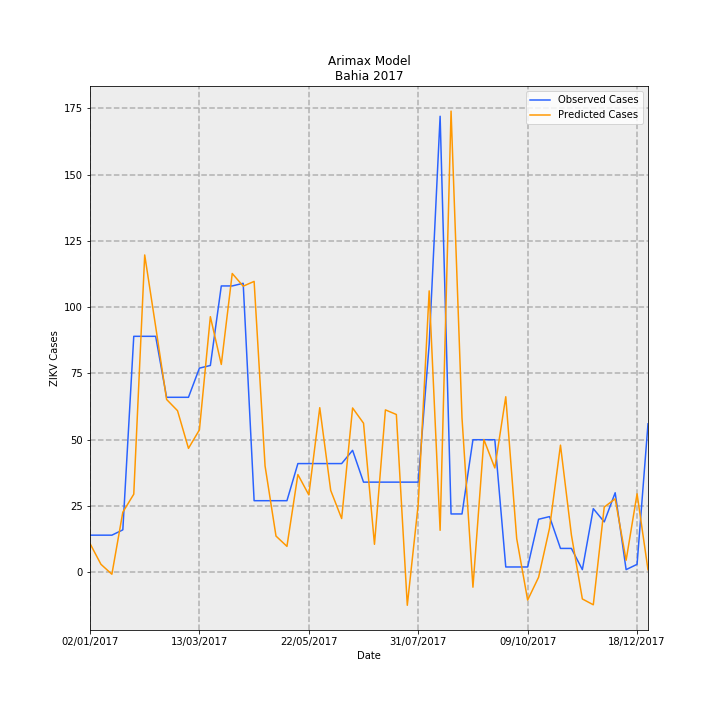 Arimax Model
Bahia 2017
Observed Cases
Predicted Cases
ZIKV Cases
175
150
125
100
75
50
25
0
02/01/2017 13/03/2017 22/05/2017 31/07/2017 09/10/2017 18/12/2017
Date